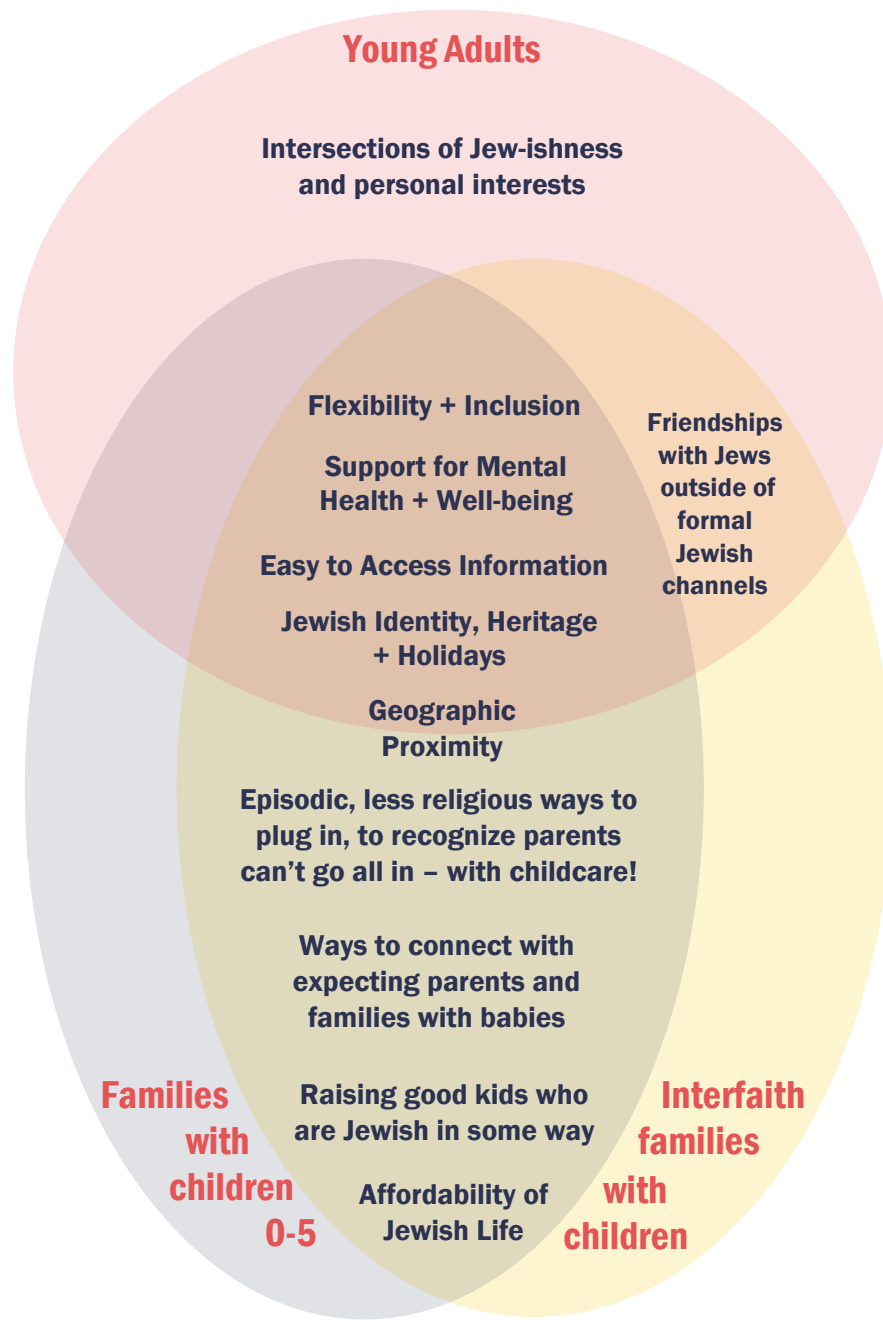 Young Adults
Intersections of Jew-ishness
and personal interests
Flexibility + Inclusion
Support for Mental
Health + Well-being
Easy to Access Information
Jewish Identity, Heritage
+ Holidays
Geographic
Proximity
Friendships
with Jews
outside of
formal
Jewish
channels
Episodic, less religious ways to
plug in, to recognize parents
can’t go all in – with childcare!
Ways to connect with
expecting parents and
families with babies
Raising good kids who
are Jewish in some way
Affordability of
Jewish Life
Families
with
children
0-5
Interfaith
families
with
children